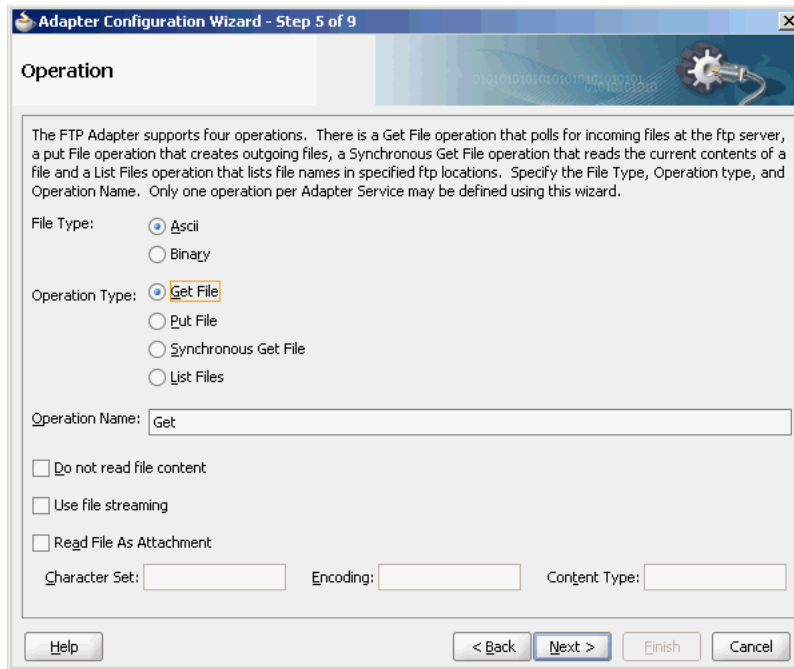 Adapter Configuration Wizard - Step 5 of 9
Operation
The FTP Adapter supports four operations. There is a Get File operation that polls for incoming files at the ftp server,
a put File operation that creates outgoing files, a Synchronous Get File operation that reads the current contents of a
file and a List Files operation that lists file names in specified ftp locations. Specify the File Type, Operation type, and
Operation Name. Only one operation per Adapter Service may be defined using this wizard.
File Type:
Ascii
Binary
Operation Type:
Get File
Put File
Synchronous Get File
List Files
Operation Name: Get
Do not read file content
Use file streaming
Read File As Attachment
Character Set: Encoding: Content Type:
Help < Back Next > Finish Cancel